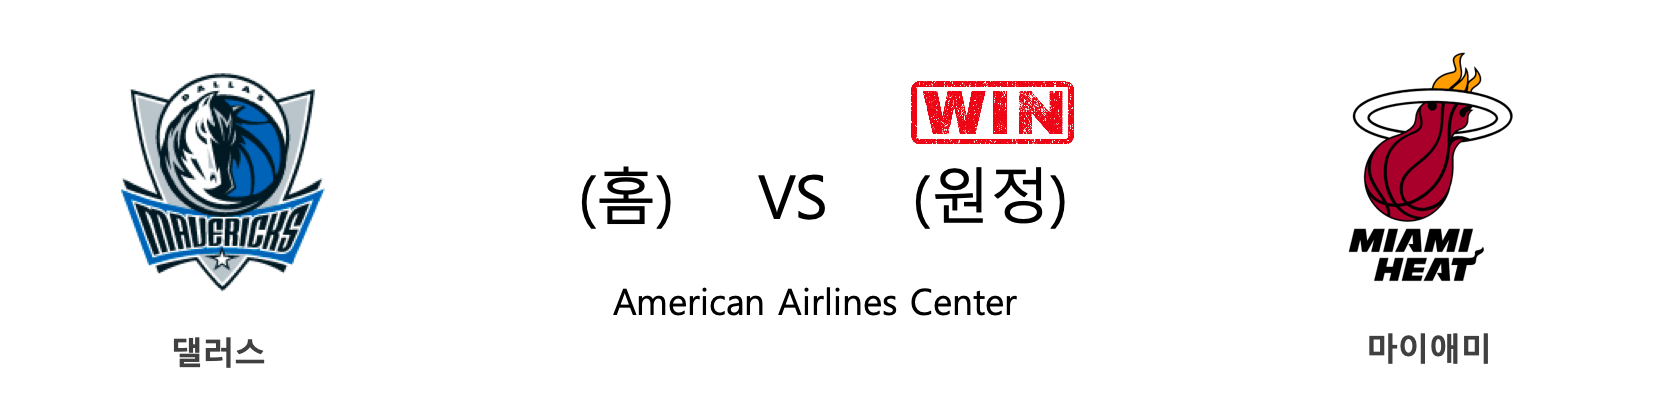 DALLAS
MAVERICKS
댈러스
WIN
(홈) VS (원정)
American Airlines Center
MIAMI
HEAT
마이애미